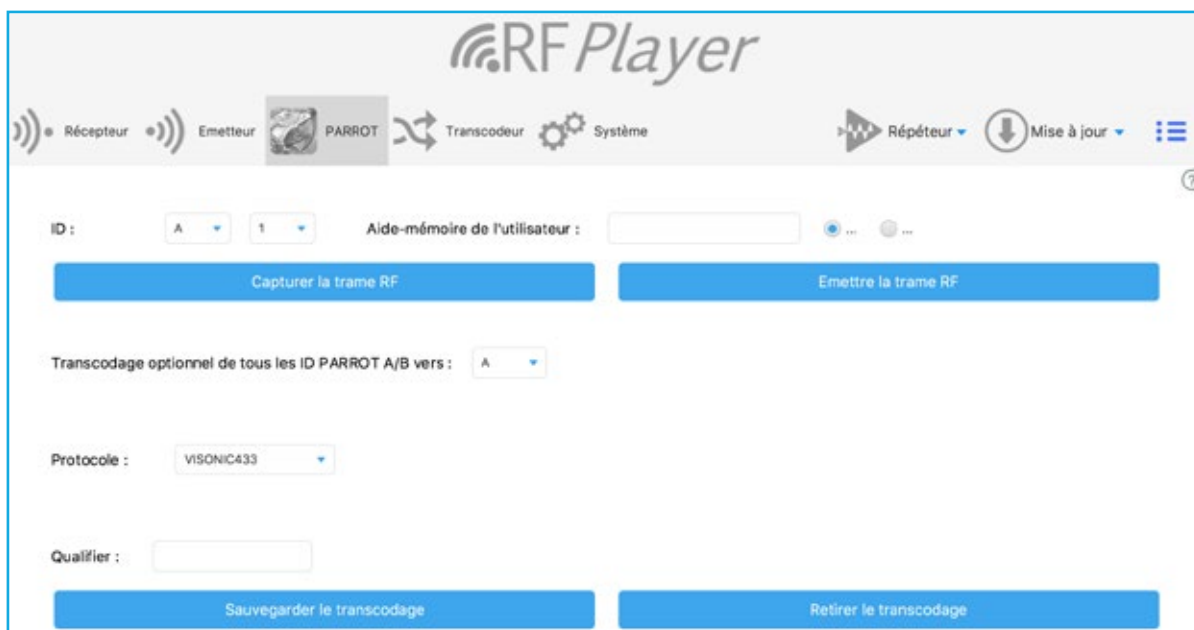 RFPlayer
Récepteur Emetteur PARROT Transcodeur Système Répéteur Mise à jour
?
ID : A 1 Aide-mémoire de l'utilisateur : ... ...
Capturer la trame RF Emettre la trame RF
Transcodage optionnel de tous les ID PARROT A/B vers : A
Protocole : VISONIC433
Qualifier :
Sauvegarder le transcodage Retirer le transcodage